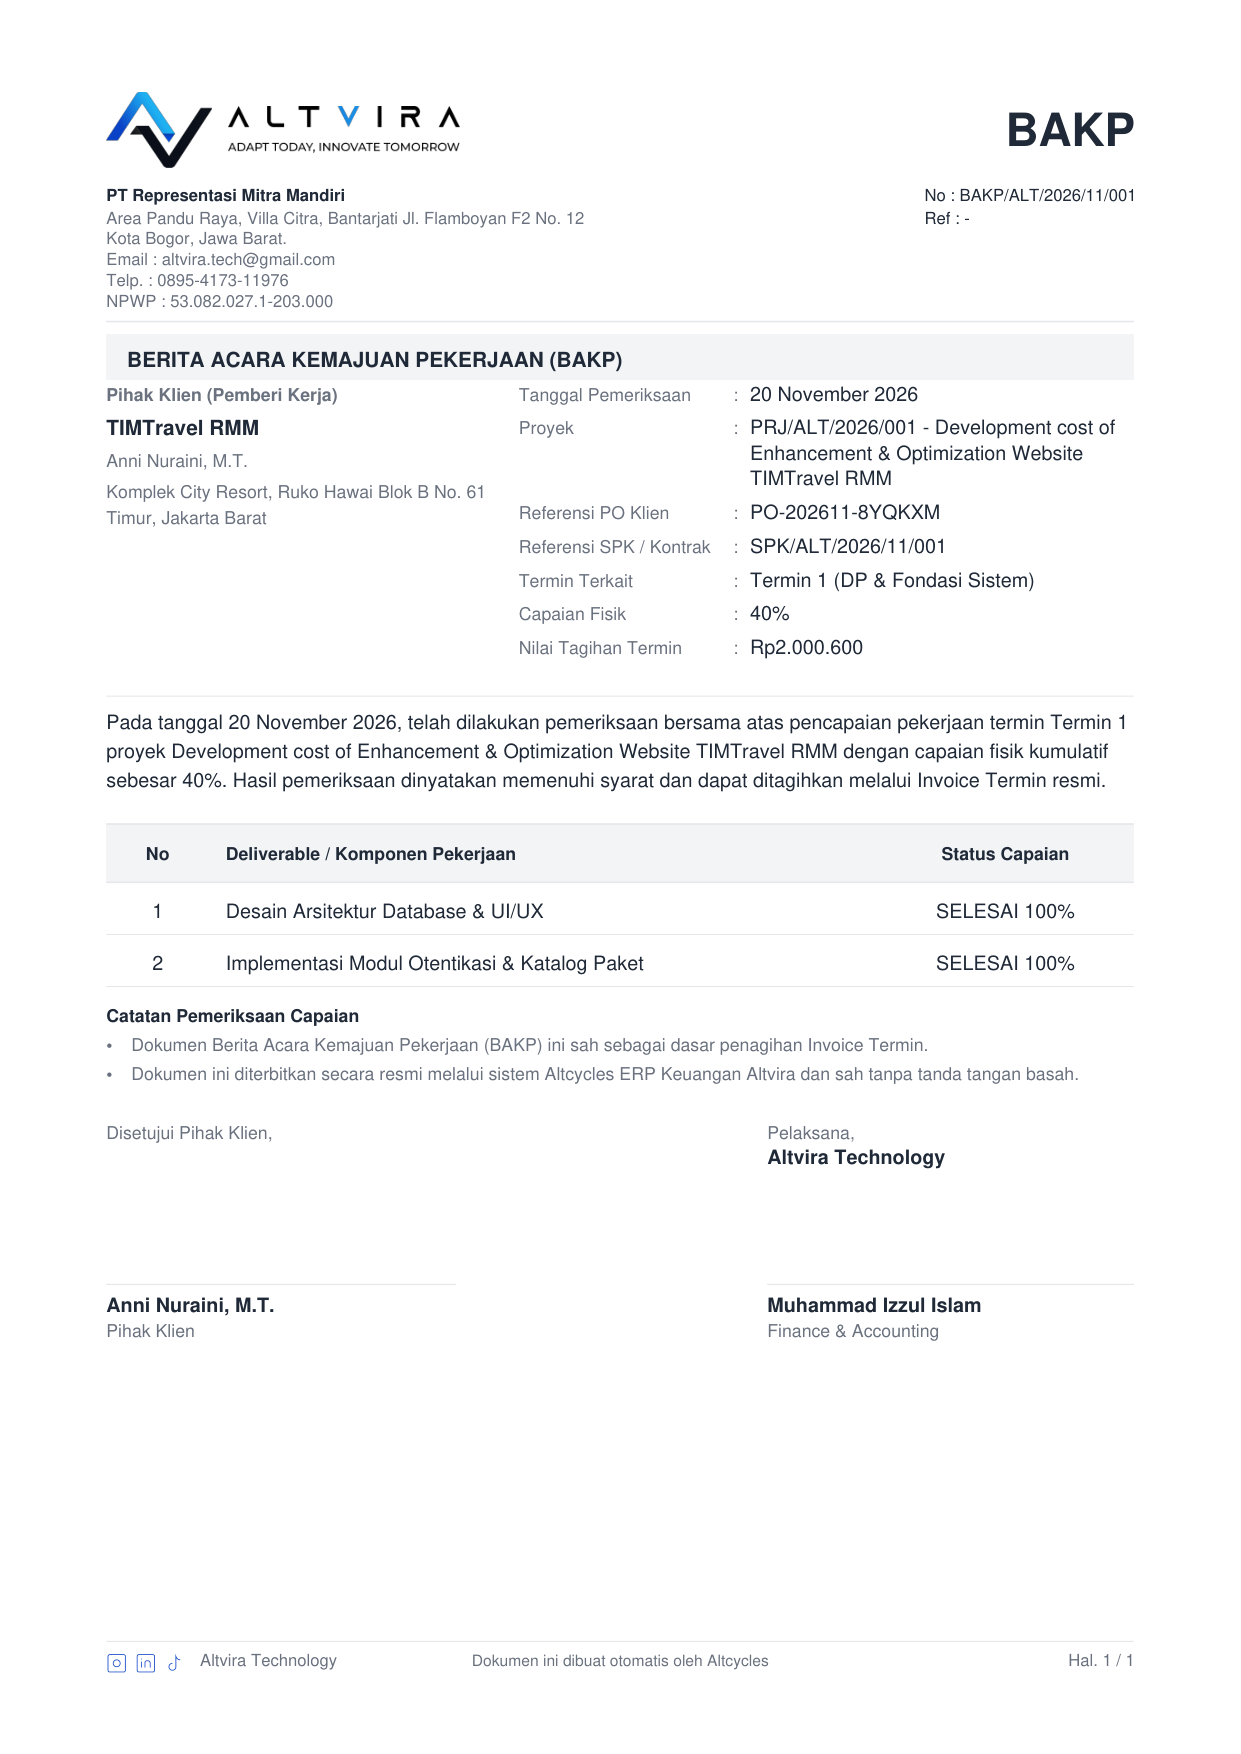 ALTVIRA
ADAPT TODAY, INNOVATE TOMORROW
BAKP
PT Representasi Mitra Mandiri
Area Pandu Raya, Villa Citra, Bantarjati Jl. Flamboyan F2 No. 12
Kota Bogor, Jawa Barat.
Email : altvira.tech@gmail.com
Telp. : 0895-4173-11976
NPWP : 53.082.027.1-203.000
No : BAKP/ALT/2026/11/001
Ref : -
BERITA ACARA KEMAJUAN PEKERJAAN (BAKP)
Pihak Klien (Pemberi Kerja)
TIMTravel RMM
Anni Nuraini, M.T.
Komplek City Resort, Ruko Hawai Blok B No. 61
Timur, Jakarta Barat
Tanggal Pemeriksaan : 20 November 2026
Proyek : PRJ/ALT/2026/001 - Development cost of
Enhancement & Optimization Website
TIMTravel RMM
Referensi PO Klien : PO-202611-8YQKXM
Referensi SPK / Kontrak : SPK/ALT/2026/11/001
Termin Terkait : Termin 1 (DP & Fondasi Sistem)
Capaian Fisik : 40%
Nilai Tagihan Termin : Rp2.000.600
Pada tanggal 20 November 2026, telah dilakukan pemeriksaan bersama atas pencapaian pekerjaan termin Termin 1
proyek Development cost of Enhancement & Optimization Website TIMTravel RMM dengan capaian fisik kumulatif
sebesar 40%. Hasil pemeriksaan dinyatakan memenuhi syarat dan dapat ditagihkan melalui Invoice Termin resmi.
No Deliverable / Komponen Pekerjaan Status Capaian
1 Desain Arsitektur Database & UI/UX SELESAI 100%
2 Implementasi Modul Otentikasi & Katalog Paket SELESAI 100%
Catatan Pemeriksaan Capaian
• Dokumen Berita Acara Kemajuan Pekerjaan (BAKP) ini sah sebagai dasar penagihan Invoice Termin.
• Dokumen ini diterbitkan secara resmi melalui sistem Altcycles ERP Keuangan Altvira dan sah tanpa tanda tangan basah.
Disetujui Pihak Klien,
Pelaksana,
Altvira Technology
Anni Nuraini, M.T.
Pihak Klien
Muhammad Izzul Islam
Finance & Accounting
Altvira Technology
Dokumen ini dibuat otomatis oleh Altcycles
Hal. 1 / 1